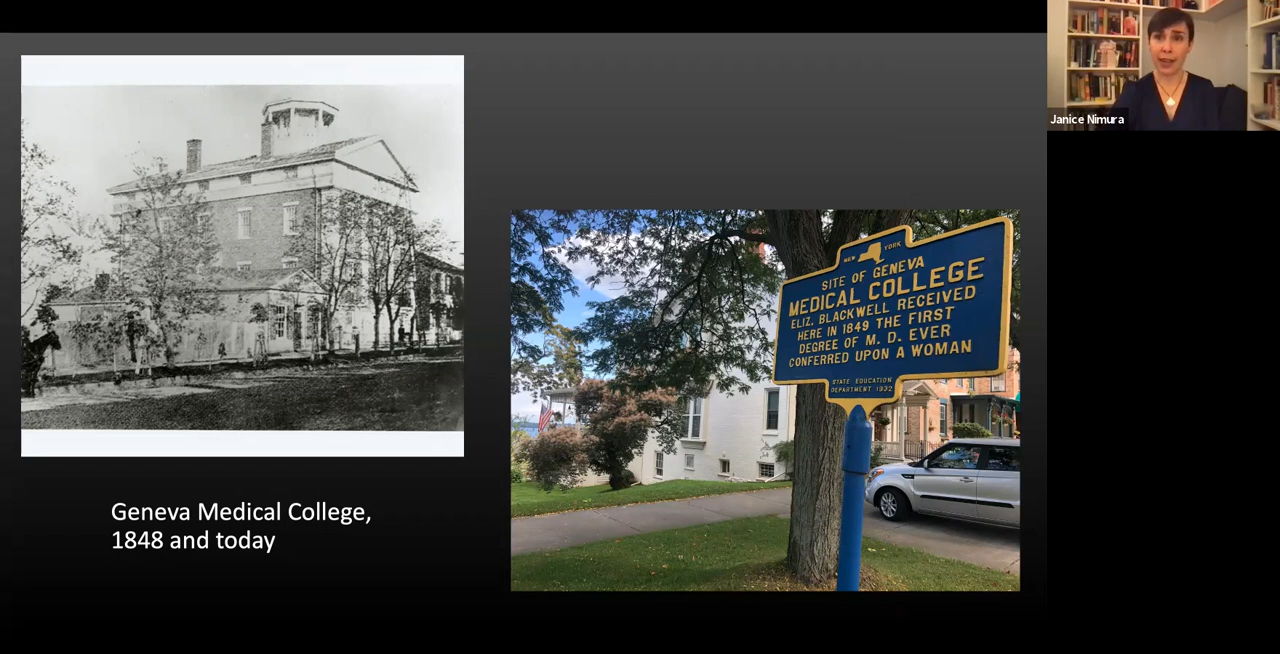 Janice Nimura
NEW YORK
SITE OF GENEVA
MEDICAL COLLEGE
ELIZ. BLACKWELL RECEIVED
HERE IN 1849 THE FIRST
DEGREE OF M. D. EVER
CONFERRED UPON A WOMAN
STATE EDUCATION
DEPARTMENT 1932
Geneva Medical College,
1848 and today